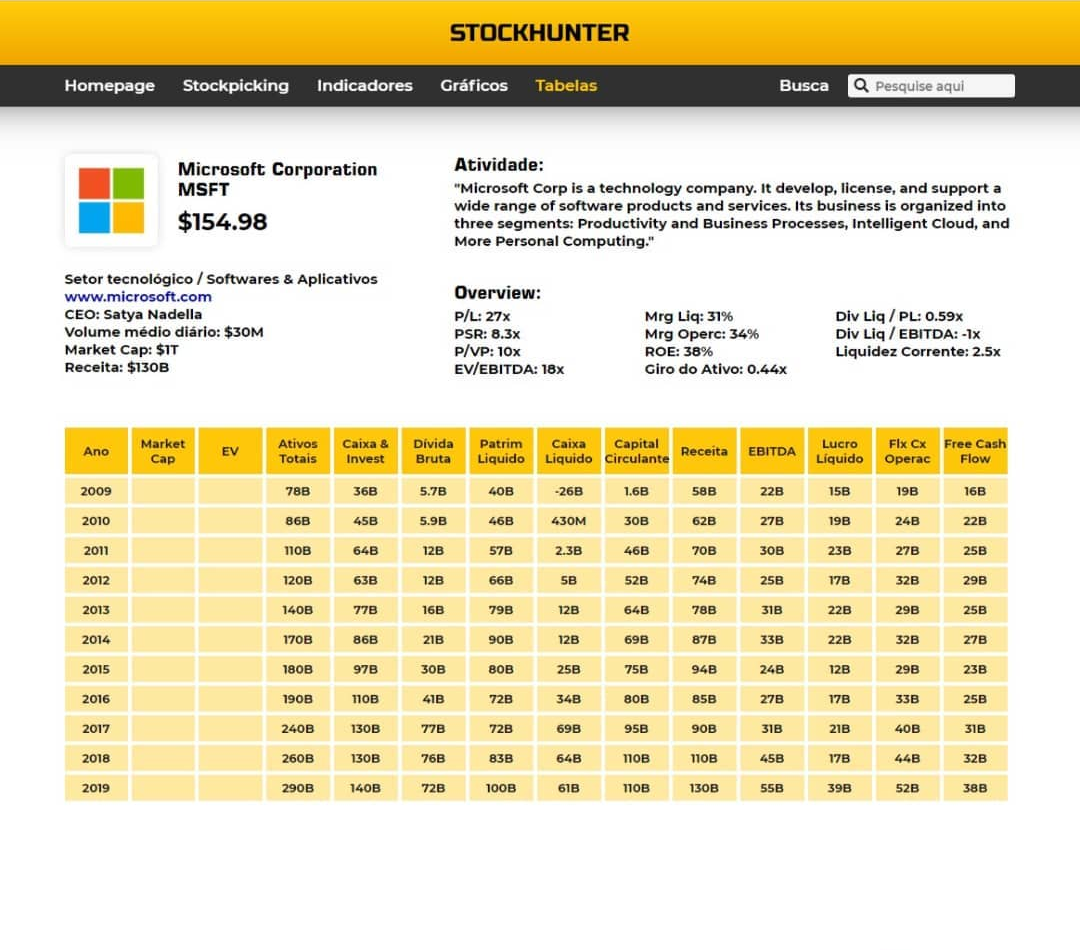 STOCKHUNTER
Homepage Stockpicking Indicadores Gráficos Tabelas Busca Pesquise aqui
Microsoft Corporation
MSFT
$154.98
Atividade:
"Microsoft Corp is a technology company. It develop, license, and support a
wide range of software products and services. Its business is organized into
three segments: Productivity and Business Processes, Intelligent Cloud, and
More Personal Computing."
Setor tecnológico / Softwares & Aplicativos
www.microsoft.com
CEO: Satya Nadella
Volume médio diário: $30M
Market Cap: $1T
Receita: $130B
Overview:
P/L: 27x Mrg Liq: 31% Div Liq / PL: 0.59x
PSR: 8.3x Mrg Operc: 34% Div Liq / EBITDA: -1x
P/VP: 10x ROE: 38% Liquidez Corrente: 2.5x
EV/EBITDA: 18x Giro do Ativo: 0.44x
Ano Market Cap EV Ativos Totais Caixa & Invest Dívida Bruta Patrim Liquido Caixa Liquido Capital Circulante Receita EBITDA Lucro Líquido Flx Cx Operac Free Cash Flow
2009 78B 36B 5.7B 40B -26B 1.6B 58B 22B 15B 19B 16B
2010 86B 45B 5.9B 46B 430M 30B 62B 27B 19B 24B 22B
2011 110B 64B 12B 57B 2.3B 46B 70B 30B 23B 27B 25B
2012 120B 63B 12B 66B 5B 52B 74B 25B 17B 32B 29B
2013 140B 77B 16B 79B 12B 64B 78B 31B 22B 29B 25B
2014 170B 86B 21B 90B 12B 69B 87B 33B 22B 32B 27B
2015 180B 97B 30B 80B 25B 75B 94B 24B 12B 29B 23B
2016 190B 110B 41B 72B 34B 80B 85B 27B 17B 33B 25B
2017 240B 130B 77B 72B 69B 95B 90B 31B 21B 40B 31B
2018 260B 130B 76B 83B 64B 110B 110B 45B 17B 44B 32B
2019 290B 140B 72B 100B 61B 110B 130B 55B 39B 52B 38B